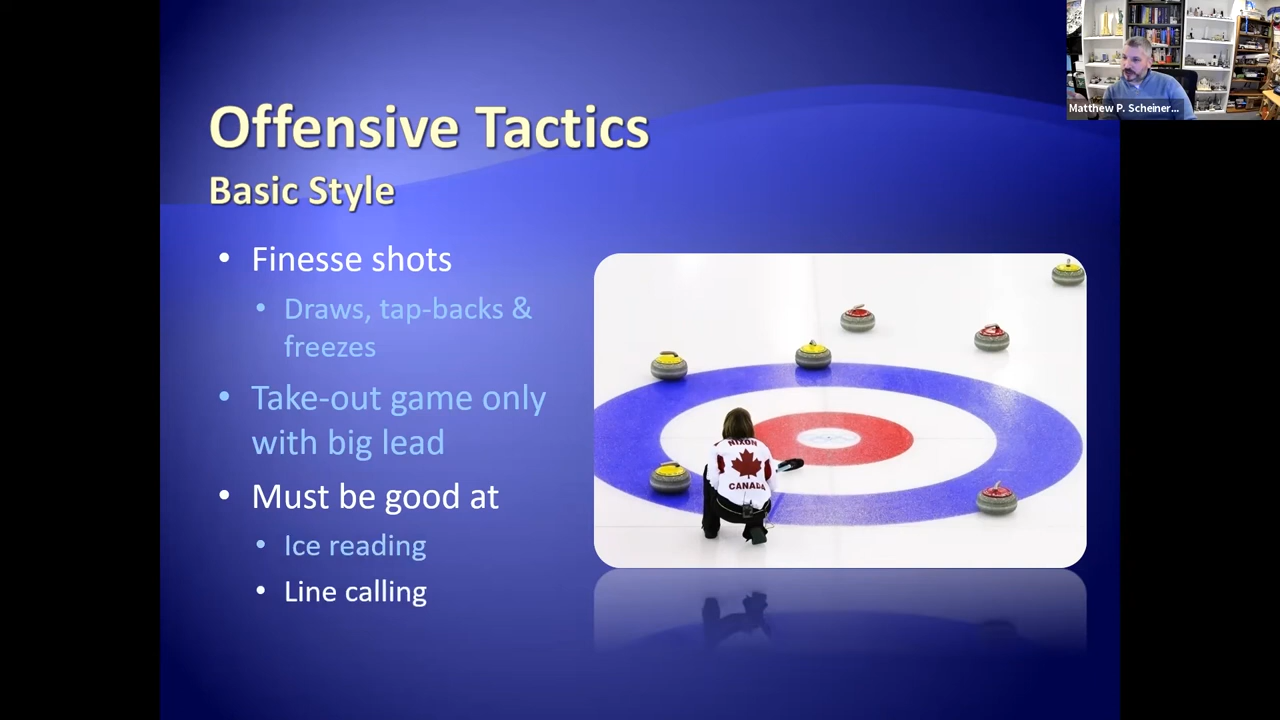 Offensive Tactics
Basic Style
• Finesse shots
• Draws, tap-backs &
freezes
• Take-out game only
with big lead
• Must be good at
• Ice reading
• Line calling
NIXON
CANADA
Matthew P. Scheiner...